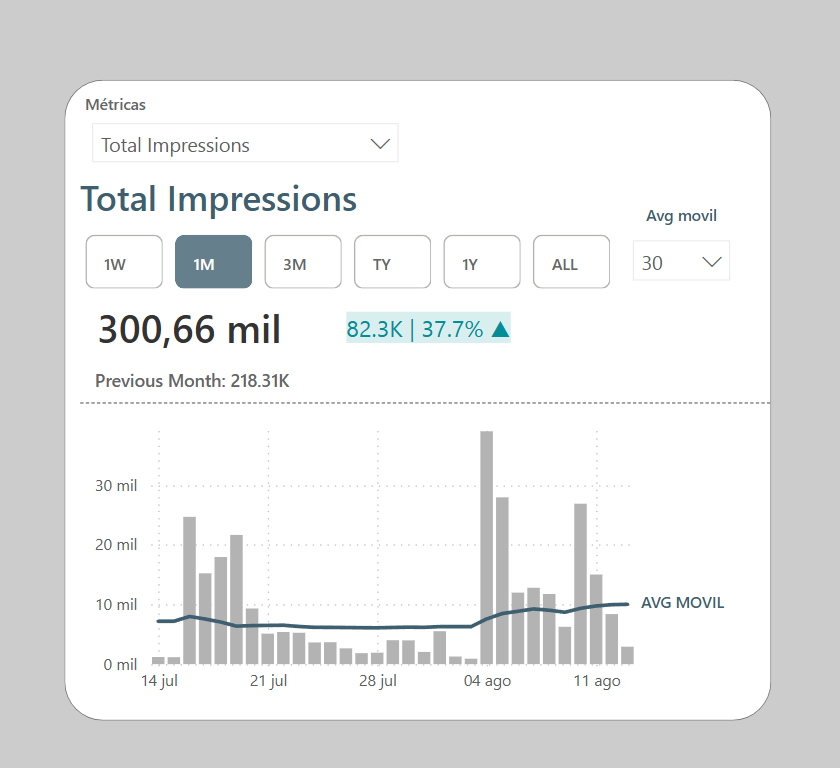 Métricas
Total Impressions
Total Impressions
Avg movil
1W 1M 3M TY 1Y ALL 30
300,66 mil 82.3K | 37.7% ▲
Previous Month: 218.31K
30 mil
20 mil
10 mil
AVG MOVIL
0 mil
14 jul 21 jul 28 jul 04 ago 11 ago